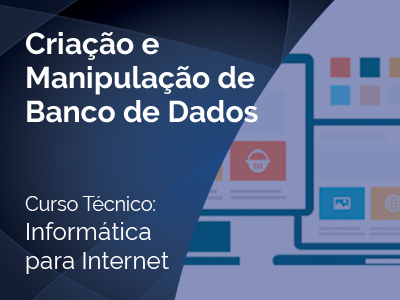 Criação e
Manipulação de
Banco de Dados
Curso Técnico:
Informática
para Internet